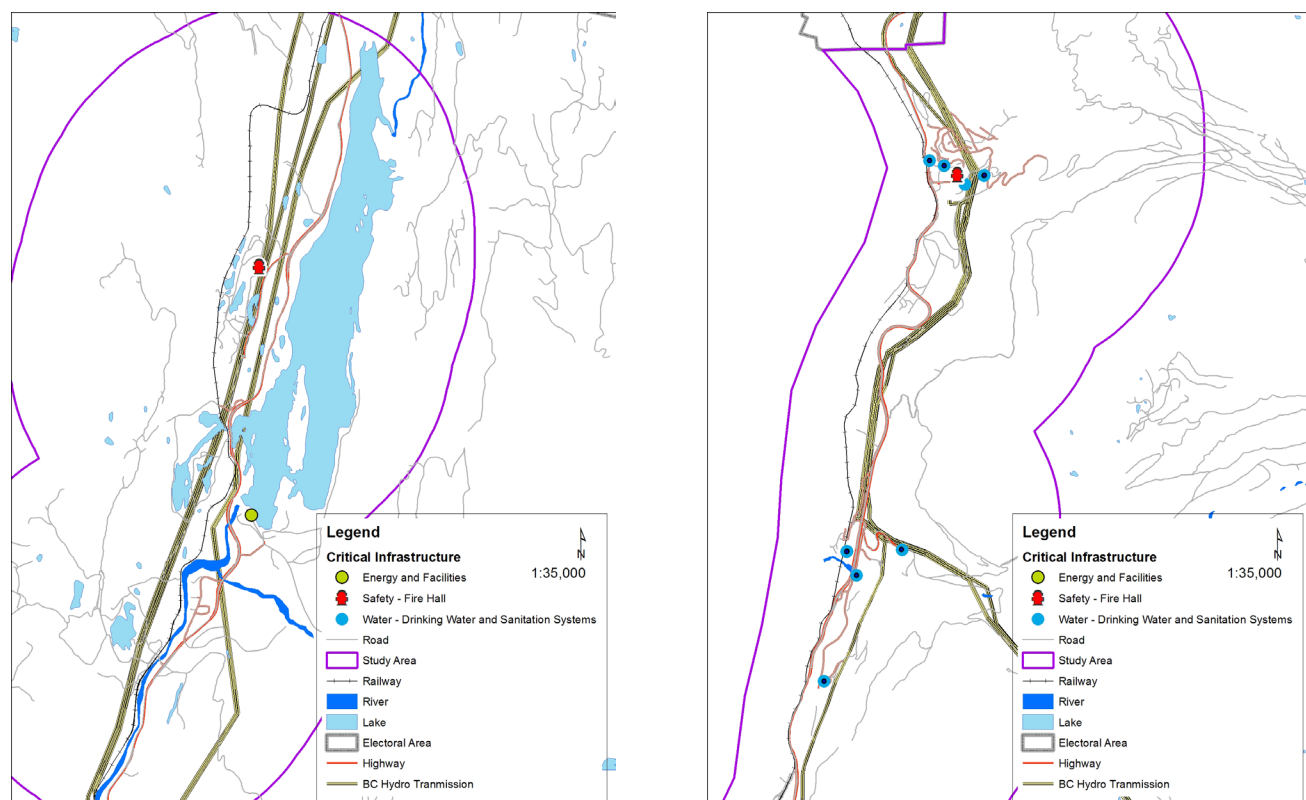 Legend
Critical Infrastructure
N
1:35,000
Energy and Facilities
Safety - Fire Hall
Water - Drinking Water and Sanitation Systems
Road
Study Area
Railway
River
Lake
Electoral Area
Highway
BC Hydro Tranmission
Legend
Critical Infrastructure
N
1:35,000
Energy and Facilities
Safety - Fire Hall
Water - Drinking Water and Sanitation Systems
Road
Study Area
Railway
River
Lake
Electoral Area
Highway
BC Hydro Tranmission